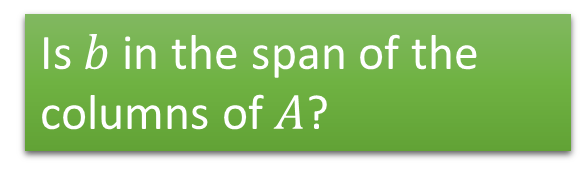 Is b in the span of the
columns of A?